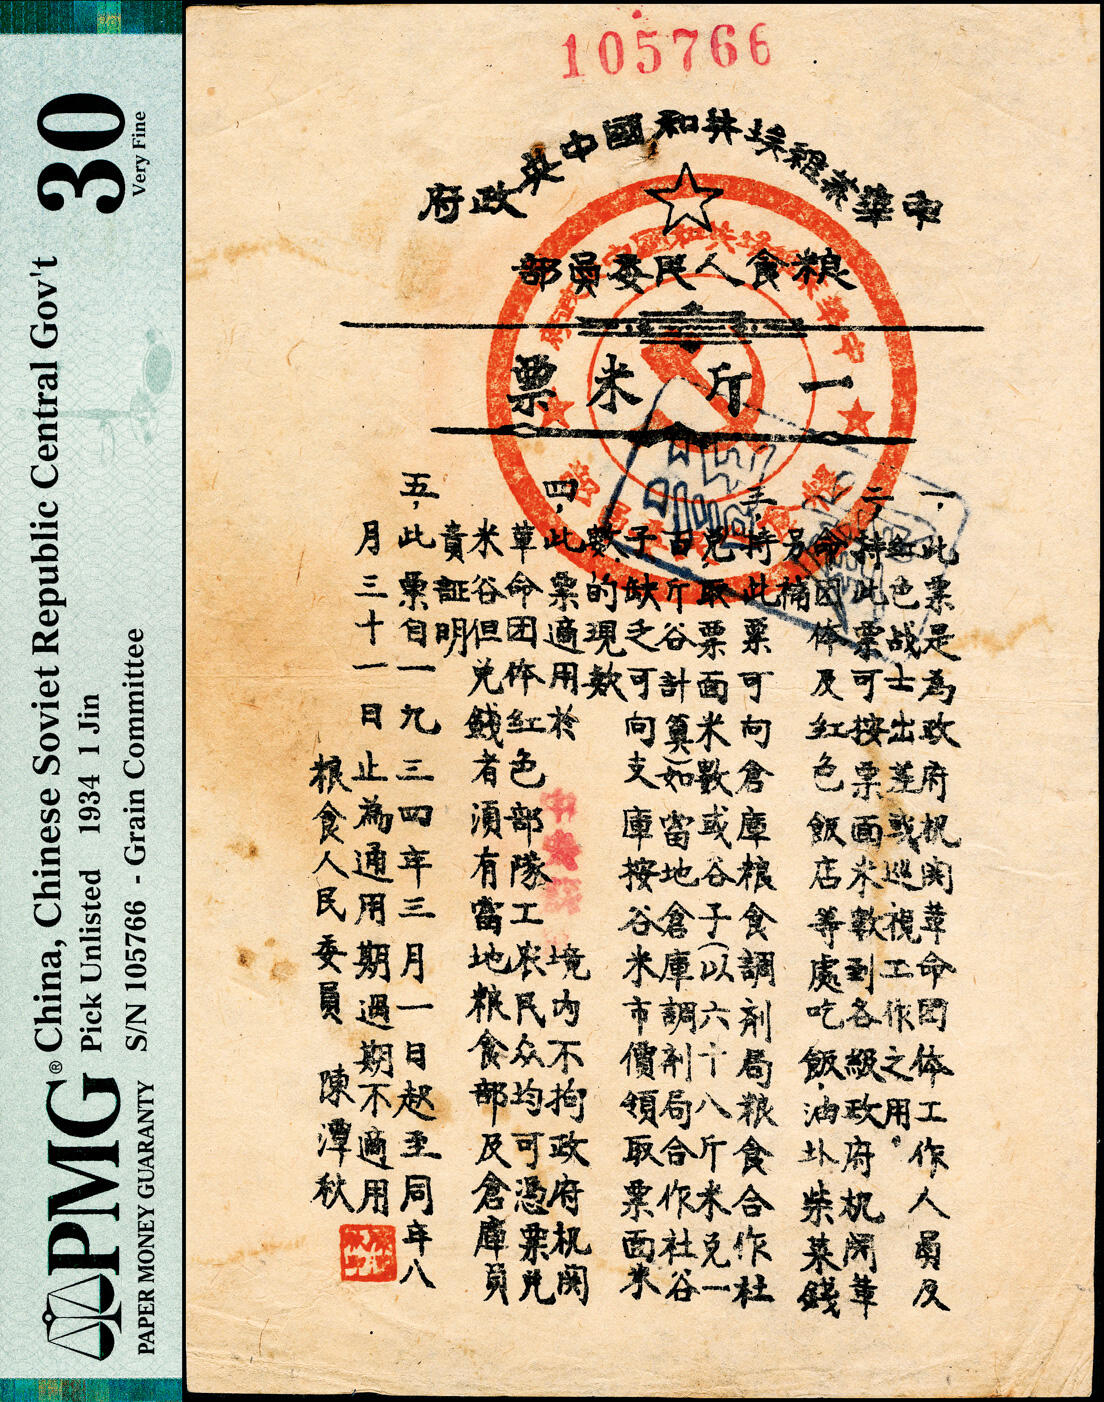 PMG®
PAPER MONEY GUARANTY
China, Chinese Soviet Republic Central Gov't
Pick Unlisted 1934 1 Jin
S/N 105766 - Grain Committee
30
Very Fine
105766
中華蘇維埃共和國中央政府
粮食人民委員部
一斤米票
一,此票是為政府机関革命团体工作人員及
紅色战士出差或巡視工作之用。
二,持此票可按票面米數到各級政府机関革
命团体及紅色飯店等處吃飯,油圤柴菜錢
另補
三,持此票可向倉庫粮食調剂局粮食合作社
兑取票面米數或谷子(以六十八斤米兑一
百斤谷計算)如當地倉庫調剂局合作社谷
子缺乏可向支庫按谷米市價領取票面米
數的現款
四,此票適用於 境内不拘政府机関
革命团体紅色部隊工农民众均可憑票兑
米谷但兑錢者須有當地粮食部及倉庫員
責証明
五,此票自一九三四年三月一日起至同年八
月三十一日止為通用期過期不適用
粮食人民委員 陳潭秋